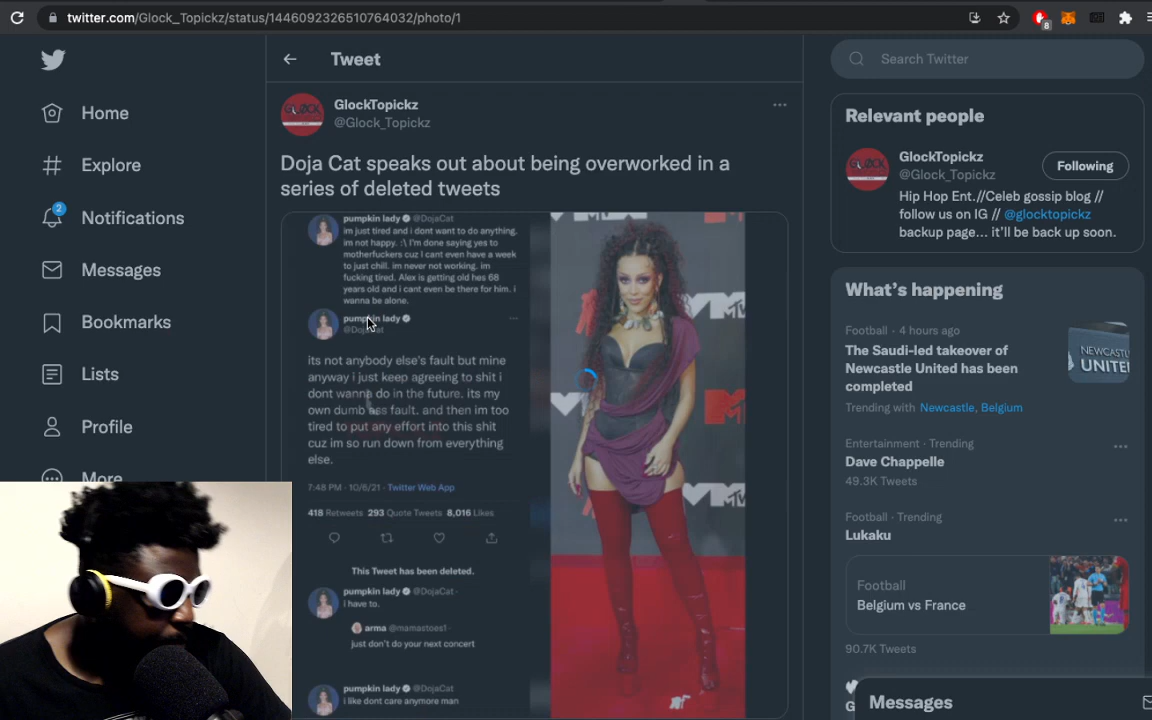 twitter.com/Glock_Topickz/status/1446092326510764032/photo/1
8
Tweet
Search Twitter
Home
Explore
2
Notifications
Messages
Bookmarks
Lists
Profile
More
GlockTopickz
@Glock_Topickz
Doja Cat speaks out about being overworked in a
series of deleted tweets
pumpkin lady @DojaCat
im just tired and i dont want to do anything.
im not happy. :\ I'm done saying yes to
motherfuckers cuz I cant even have a week
to just chill. im never not working. im
fucking tired. Alex is getting old hes 68
years old and i cant even be there for him. i
wanna be alone.
pumpkin lady
@DojaCat
its not anybody else's fault but mine
anyway i just keep agreeing to shit i
dont wanna do in the future. its my
own dumb ass fault. and then im too
tired to put any effort into this shit
cuz im so run down from everything
else.
7:48 PM · 10/6/21 · Twitter Web App
418 Retweets 293 Quote Tweets 8,016 Likes
This Tweet has been deleted.
pumpkin lady @DojaCat ·
i have to.
arma @mamastoes1 ·
just don't do your next concert
pumpkin lady @DojaCat
i like dont care anymore man
Relevant people
GlockTopickz
@Glock_Topickz
Following
Hip Hop Ent.//Celeb gossip blog //
follow us on IG // @glocktopickz
backup page... it'll be back up soon.
What's happening
Football · 4 hours ago
The Saudi-led takeover of
Newcastle United has been
completed
NEWCASTL
UNITE
Trending with Newcastle, Belgium
Entertainment · Trending
Dave Chappelle
49.3K Tweets
Football · Trending
Lukaku
Football
Belgium vs France
90.7K Tweets
Messages